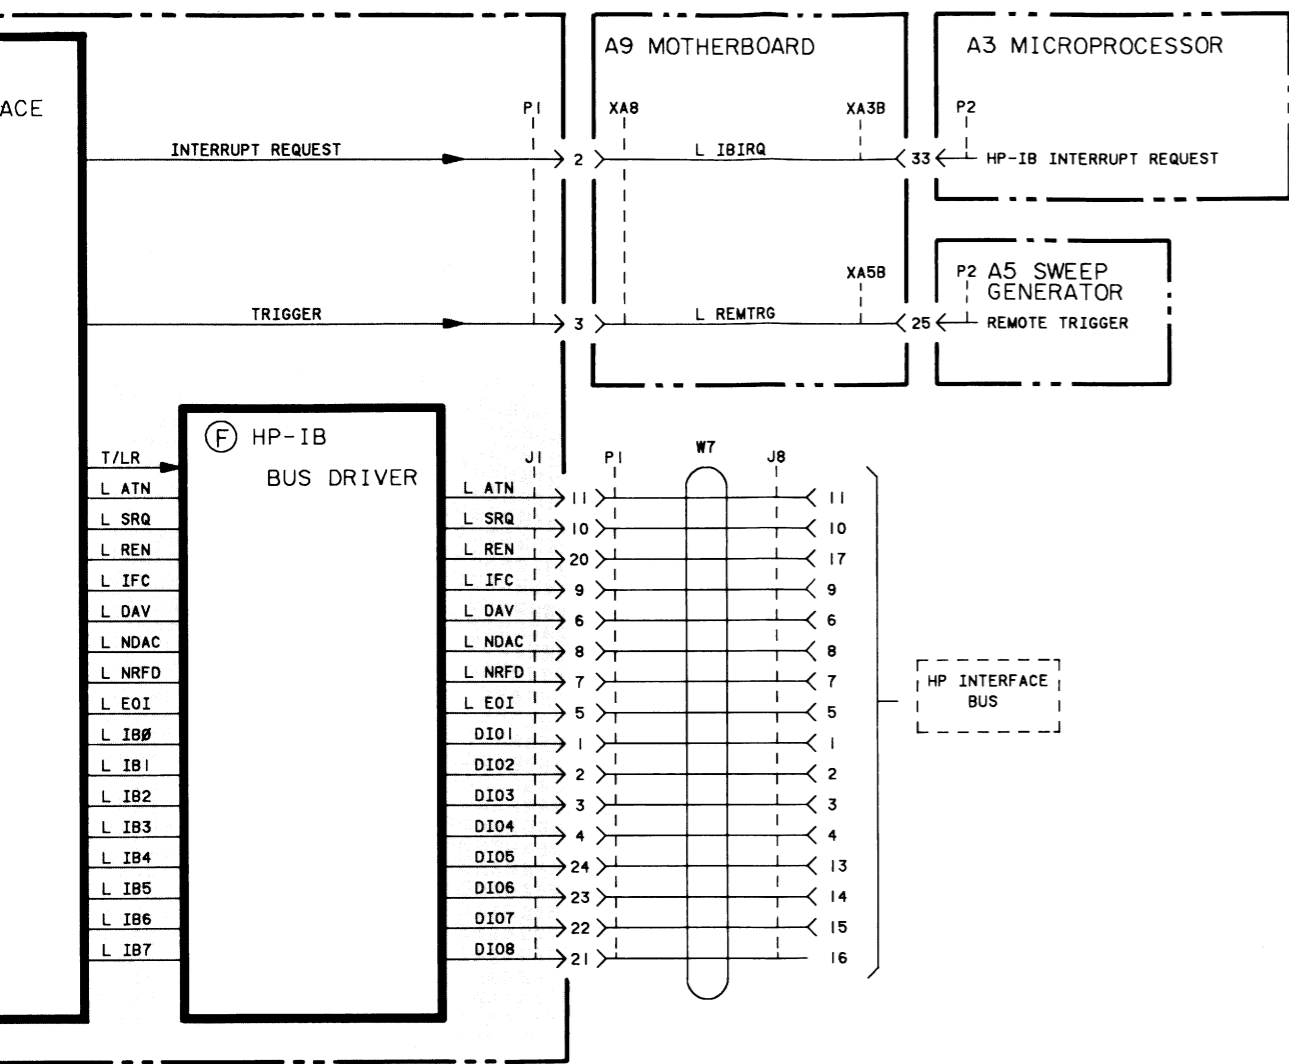 A9 MOTHERBOARD
A3 MICROPROCESSOR
ACE
P1 XA8 XA3B P2
INTERRUPT REQUEST 2 L IBIRQ 33 HP-IB INTERRUPT REQUEST
XA5B P2 A5 SWEEP
GENERATOR
TRIGGER 3 L REMTRG 25 REMOTE TRIGGER
F HP-IB
BUS DRIVER
T/LR J1 P1 W7 J8
L ATN L ATN 11 11
L SRQ L SRQ 10 10
L REN L REN 20 17
L IFC L IFC 9 9
L DAV L DAV 6 6
L NDAC L NDAC 8 8
L NRFD L NRFD 7 7
L EOI L EOI 5 5
HP INTERFACE
BUS
L IBØ DIO1 1 1
L IB1 DIO2 2 2
L IB2 DIO3 3 3
L IB3 DIO4 4 4
L IB4 DIO5 24 13
L IB5 DIO6 23 14
L IB6 DIO7 22 15
L IB7 DIO8 21 16